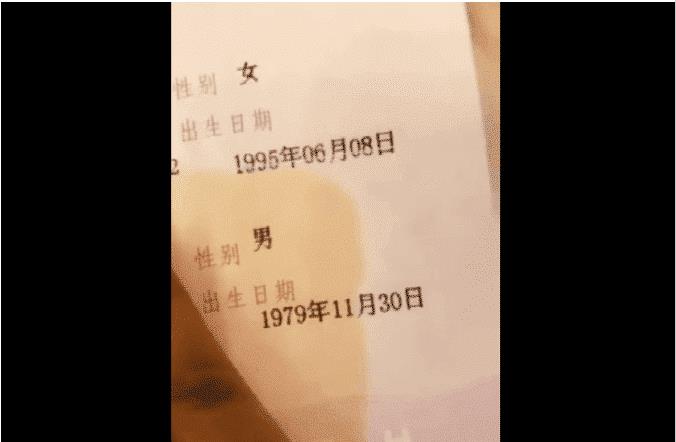 性别 女
出生日期
2 1995年06月08日
性别 男
出生日期
1979年11月30日